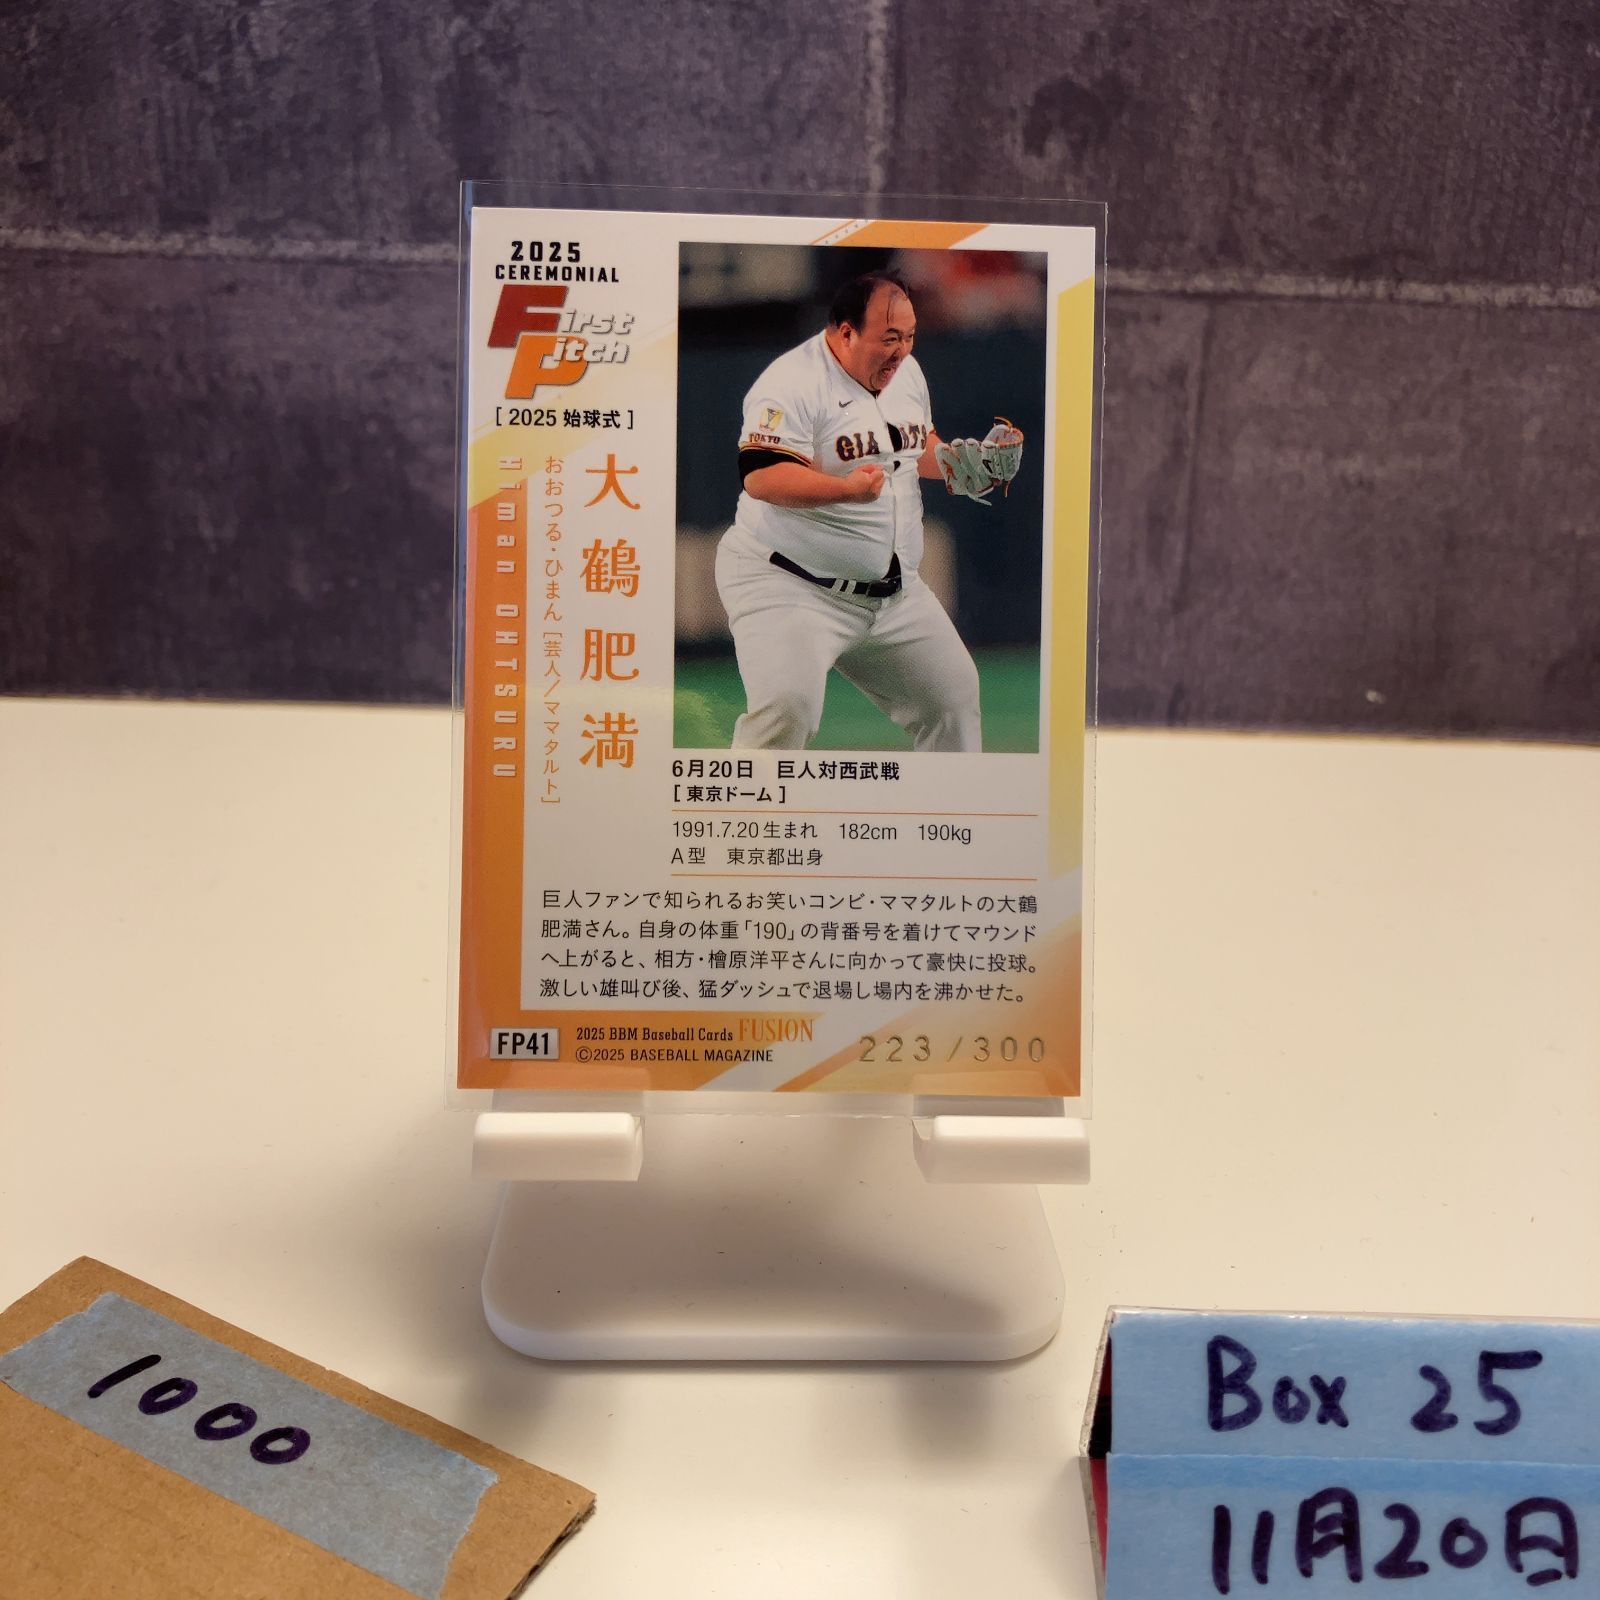 2025
CEREMONIAL
First
Pitch
[ 2025 始球式 ]
大鶴肥満
おおつる・ひまん［芸人／ママタルト］
Himan OHTSURU
TOKYO
6月20日 巨人対西武戦
[ 東京ドーム ]
1991.7.20生まれ 182cm 190kg
A型 東京都出身
巨人ファンで知られるお笑いコンビ・ママタルトの大鶴
肥満さん。自身の体重「190」の背番号を着けてマウンド
へ上がると、相方・檜原洋平さんに向かって豪快に投球。
激しい雄叫び後、猛ダッシュで退場し場内を沸かせた。
FP41
2025 BBM Baseball Cards FUSION
©2025 BASEBALL MAGAZINE
223/300
1000
Box 25
11月20日